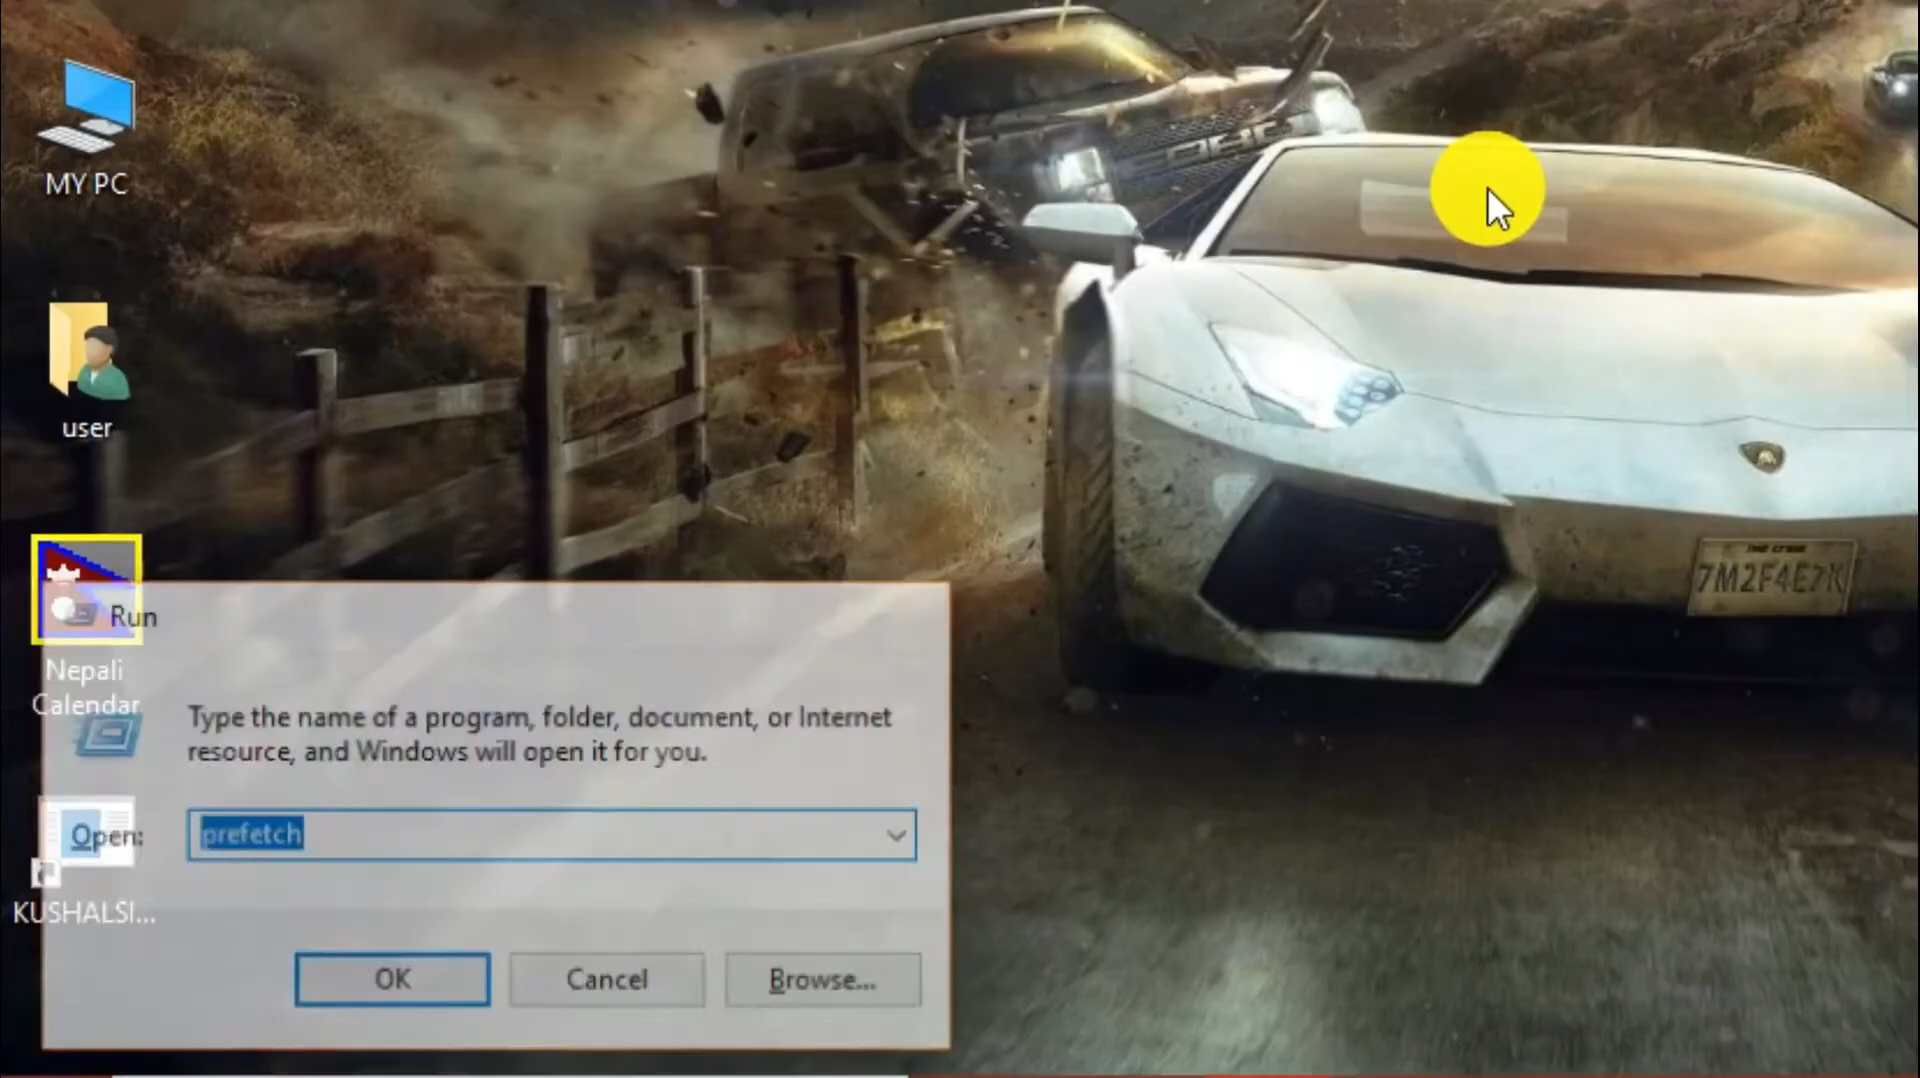 MY PC
user
Nepali
Calendar
KUSHALSI...
Run
Type the name of a program, folder, document, or Internet
resource, and Windows will open it for you.
Open:
prefetch
OK
Cancel
Browse...
7M2F4E7K